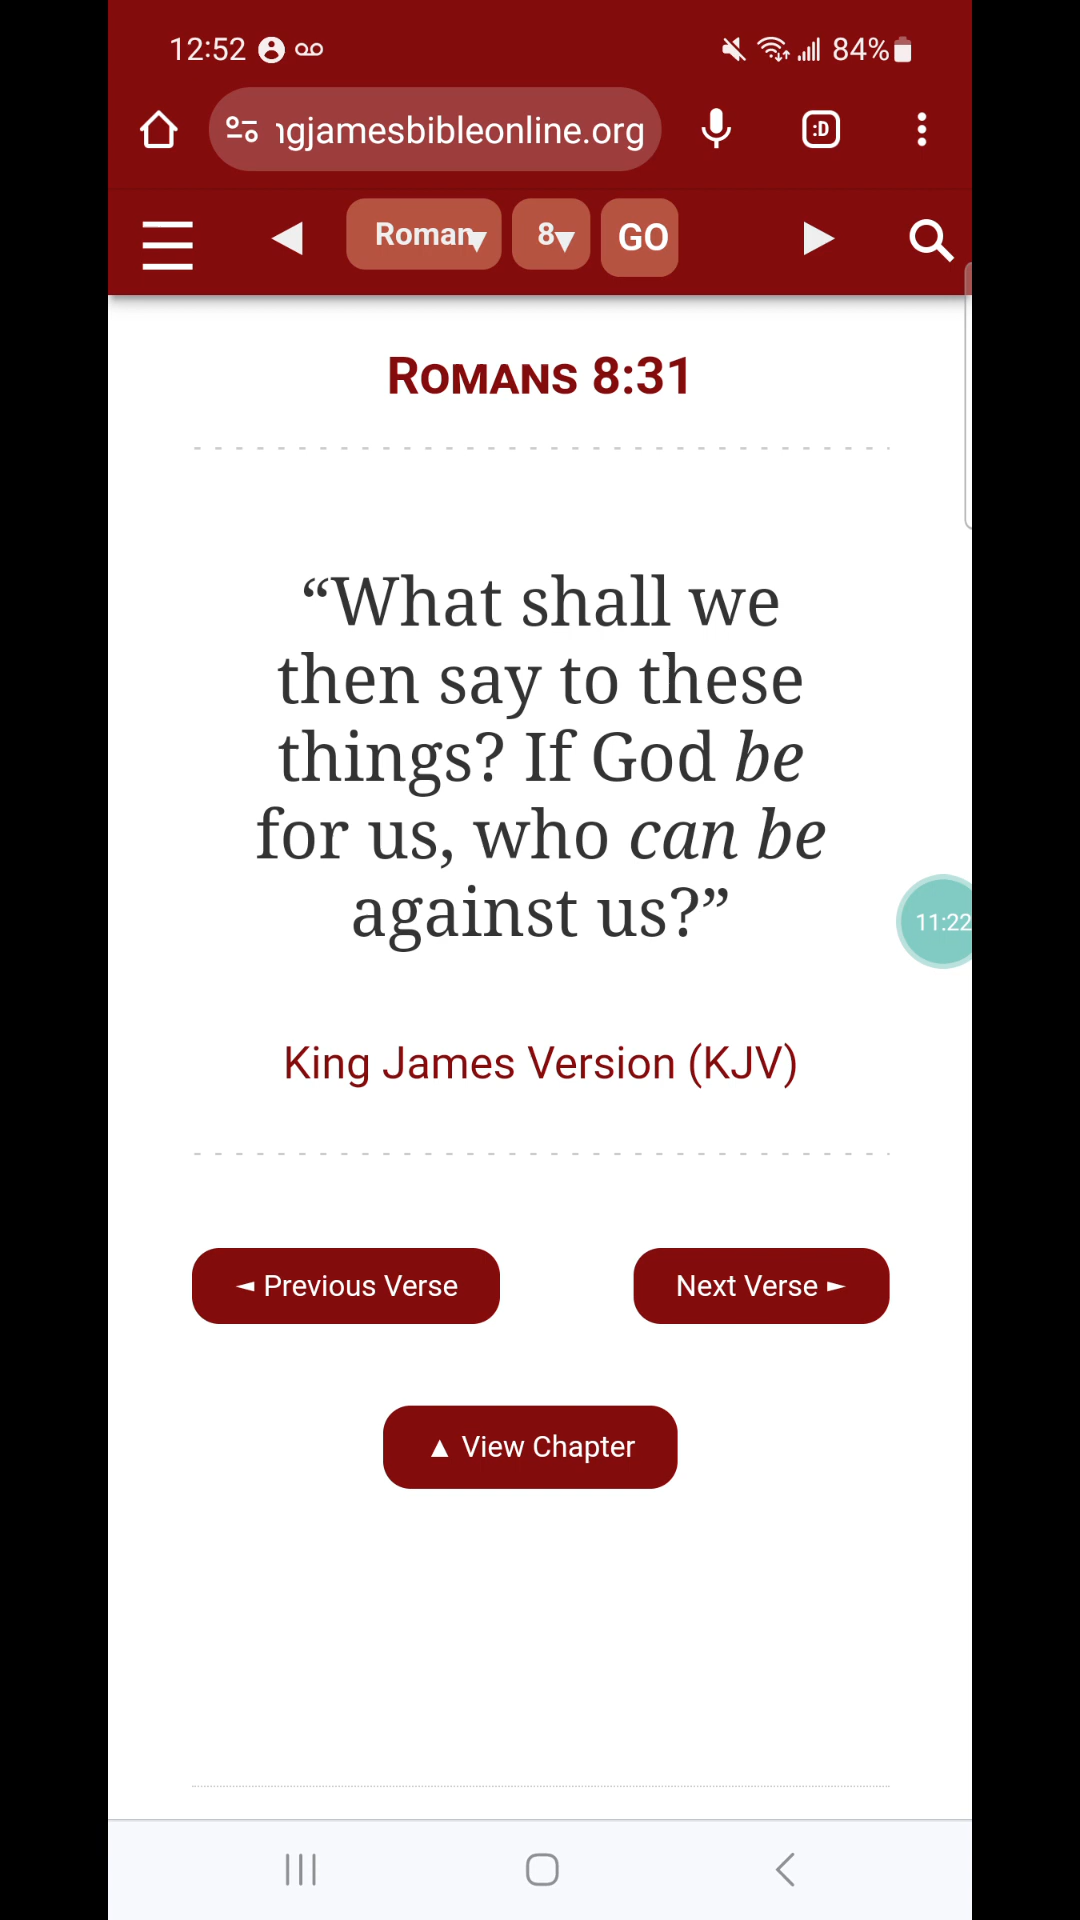 12:52
84%
ngjamesbibleonline.org
:D
Roman
8
GO
ROMANS 8:31
“What shall we
then say to these
things? If God be
for us, who can be
against us?”
11:22
King James Version (KJV)
◄ Previous Verse
Next Verse ►
▲ View Chapter